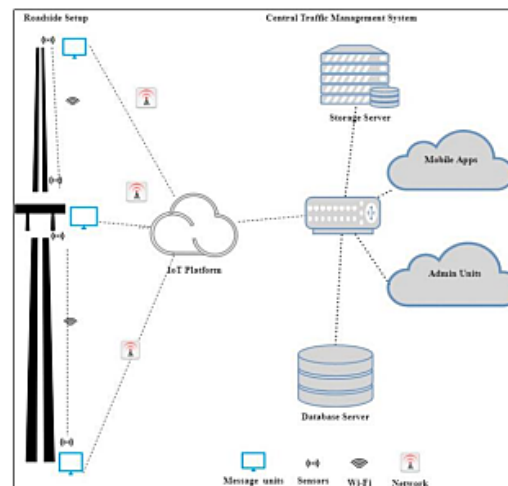 Roadside Setup
Central Traffic Management System
Storage Server
Mobile Apps
IoT Platform
Admin Units
Database Server
Message units
Sensors
Wi-Fi
Network